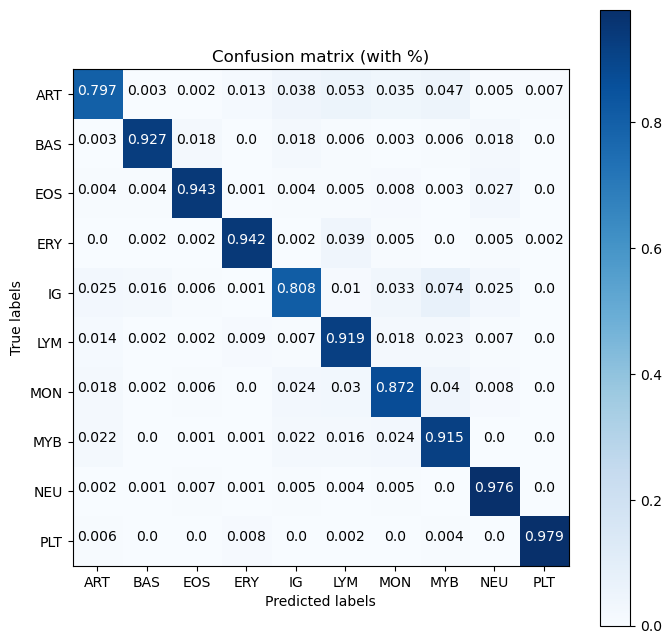 Confusion matrix (with %)
ART 0.797 0.003 0.002 0.013 0.038 0.053 0.035 0.047 0.005 0.007
BAS 0.003 0.927 0.018 0.0 0.018 0.006 0.003 0.006 0.018 0.0
EOS 0.004 0.004 0.943 0.001 0.004 0.005 0.008 0.003 0.027 0.0
ERY 0.0 0.002 0.002 0.942 0.002 0.039 0.005 0.0 0.005 0.002
IG 0.025 0.016 0.006 0.001 0.808 0.01 0.033 0.074 0.025 0.0
LYM 0.014 0.002 0.002 0.009 0.007 0.919 0.018 0.023 0.007 0.0
MON 0.018 0.002 0.006 0.0 0.024 0.03 0.872 0.04 0.008 0.0
MYB 0.022 0.0 0.001 0.001 0.022 0.016 0.024 0.915 0.0 0.0
NEU 0.002 0.001 0.007 0.001 0.005 0.004 0.005 0.0 0.976 0.0
PLT 0.006 0.0 0.0 0.008 0.0 0.002 0.0 0.004 0.0 0.979
ART BAS EOS ERY IG LYM MON MYB NEU PLT
Predicted labels
True labels
0.8
0.6
0.4
0.2
0.0